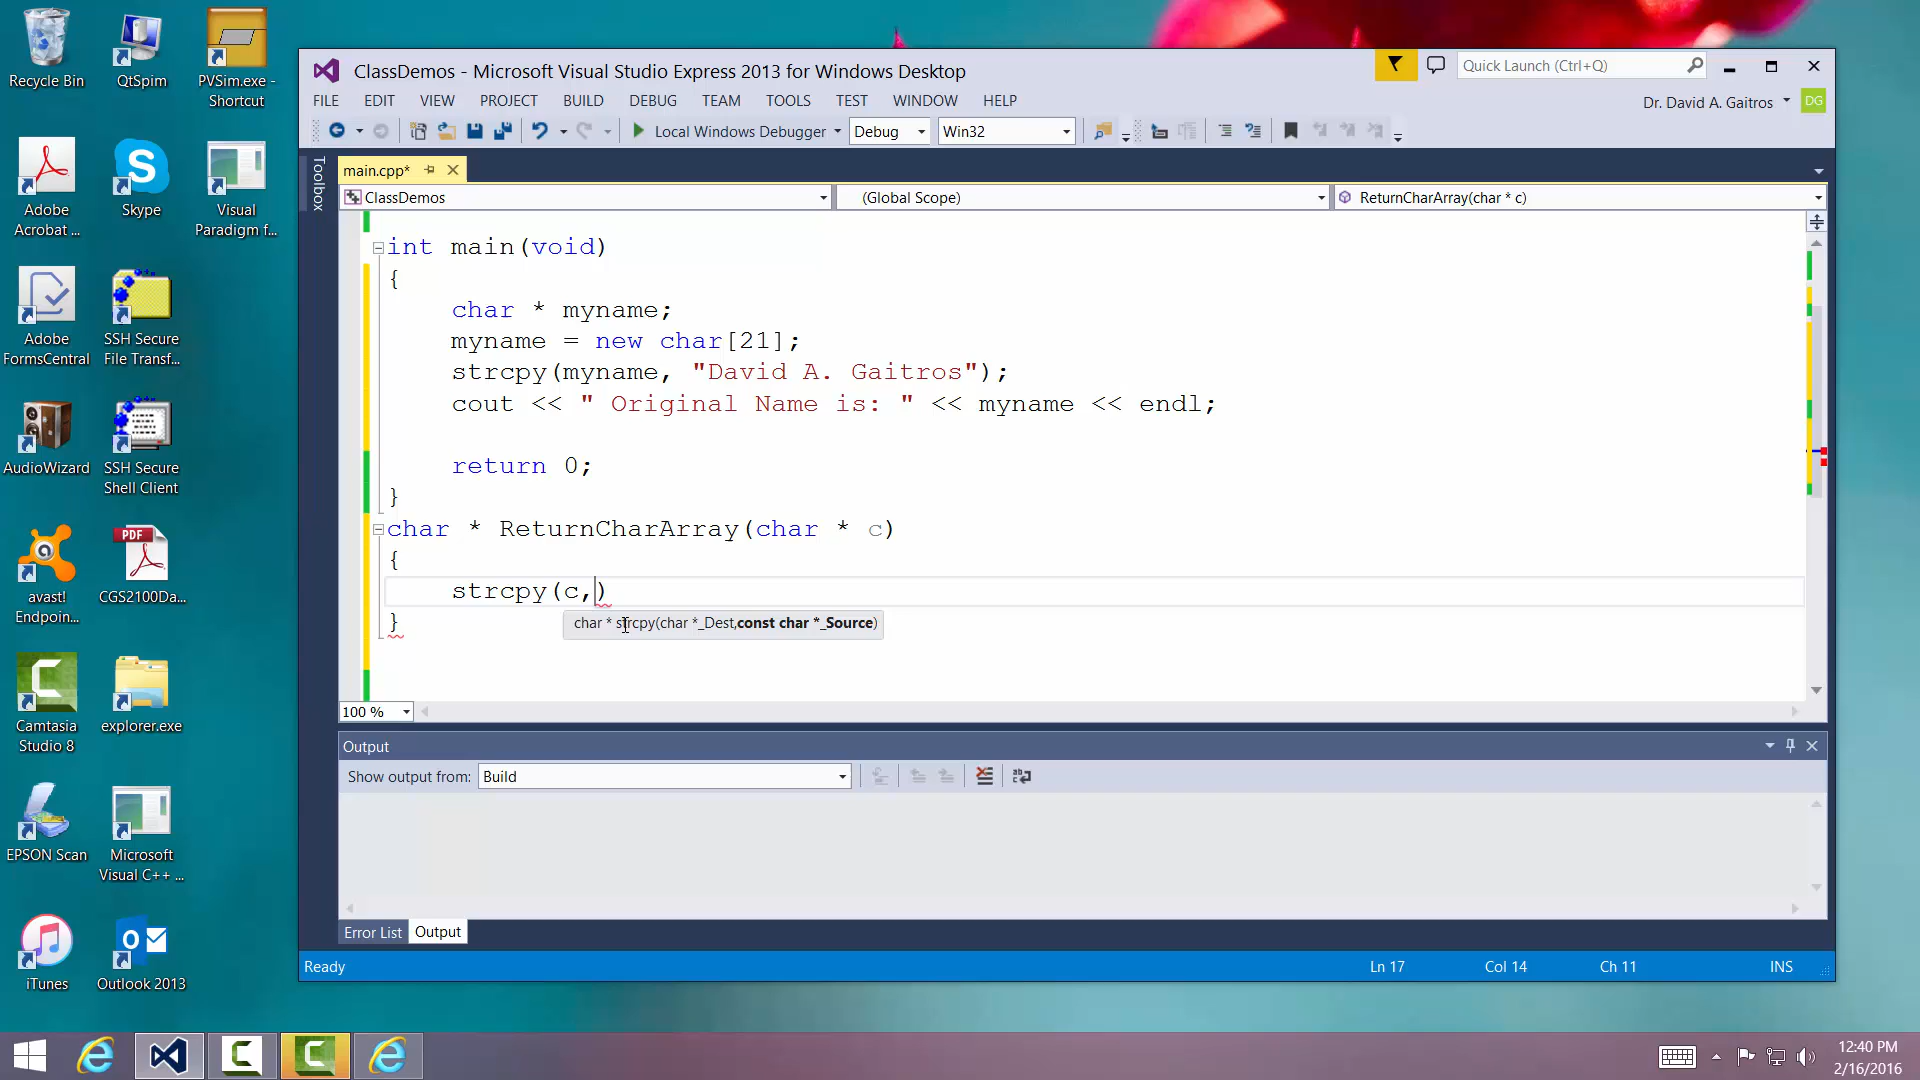 Recycle Bin
QtSpim
PVSim.exe -
Shortcut
Adobe
Acrobat ...
Skype
Visual
Paradigm f...
Adobe
FormsCentral
SSH Secure
File Transf...
AudioWizard
SSH Secure
Shell Client
avast!
Endpoin...
PDF
CGS2100Da...
Camtasia
Studio 8
explorer.exe
EPSON Scan
Microsoft
Visual C++ ...
iTunes
Outlook 2013
ClassDemos - Microsoft Visual Studio Express 2013 for Windows Desktop
Quick Launch (Ctrl+Q)
FILE EDIT VIEW PROJECT BUILD DEBUG TEAM TOOLS TEST WINDOW HELP
Dr. David A. Gaitros DG
Local Windows Debugger Debug Win32
Toolbox
main.cpp*
ClassDemos (Global Scope) ReturnCharArray(char * c)
int main(void)
{
char * myname;
myname = new char[21];
strcpy(myname, "David A. Gaitros");
cout << " Original Name is: " << myname << endl;
return 0;
}
char * ReturnCharArray(char * c)
{
strcpy(c,)
}
char * strcpy(char *_Dest,const char *_Source)
100 %
Output
Show output from: Build
Error List Output
Ready Ln 17 Col 14 Ch 11 INS
12:40 PM
2/16/2016